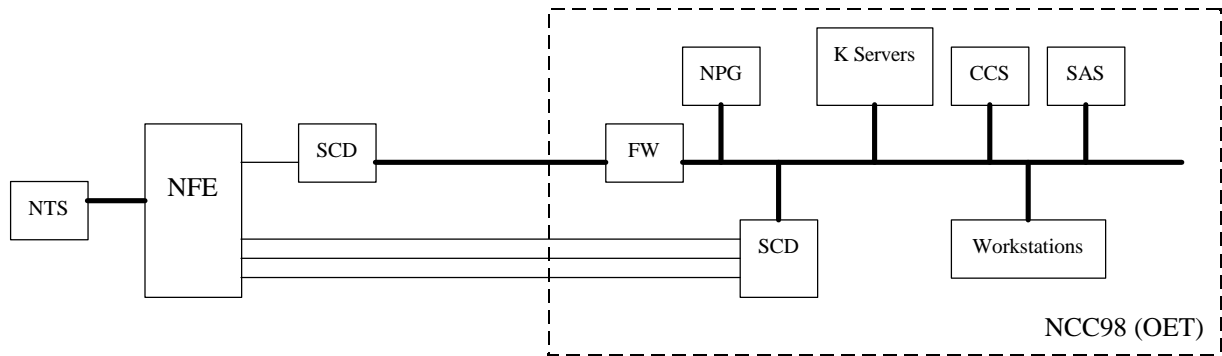 K Servers
NPG
CCS
SAS
SCD
FW
NFE
NTS
SCD
Workstations
NCC98 (OET)